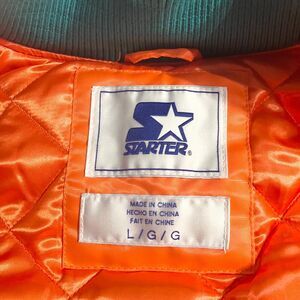 STARTER®
MADE IN CHINA
HECHO EN CHINA
FAIT EN CHINE
L/G/G